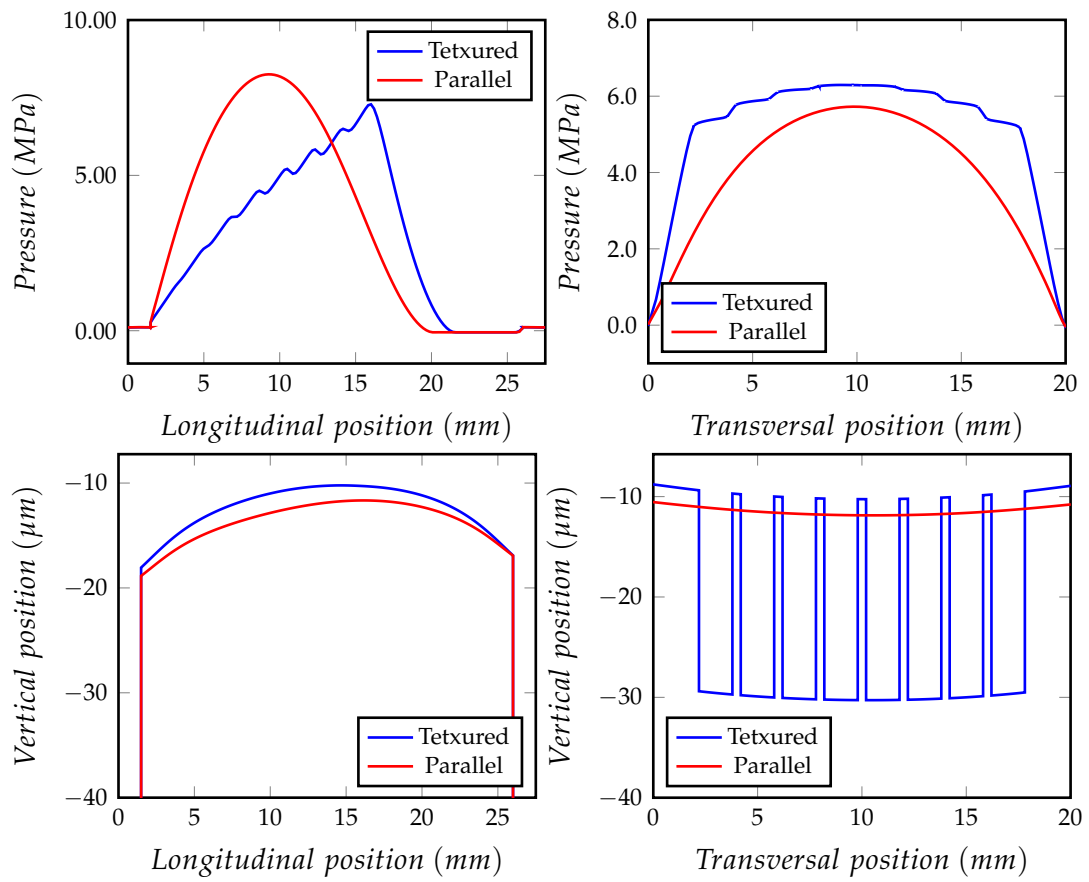 10.00
5.00
0.00
Pressure (MPa)
Tetxured
Parallel
0 5 10 15 20 25
Longitudinal position (mm)
8.0
6.0
4.0
2.0
0.0
Pressure (MPa)
Tetxured
Parallel
0 5 10 15 20
Transversal position (mm)
−10
−20
−30
−40
Vertical position (μm)
Tetxured
Parallel
0 5 10 15 20 25
Longitudinal position (mm)
−10
−20
−30
−40
Vertical position (μm)
Tetxured
Parallel
0 5 10 15 20
Transversal position (mm)